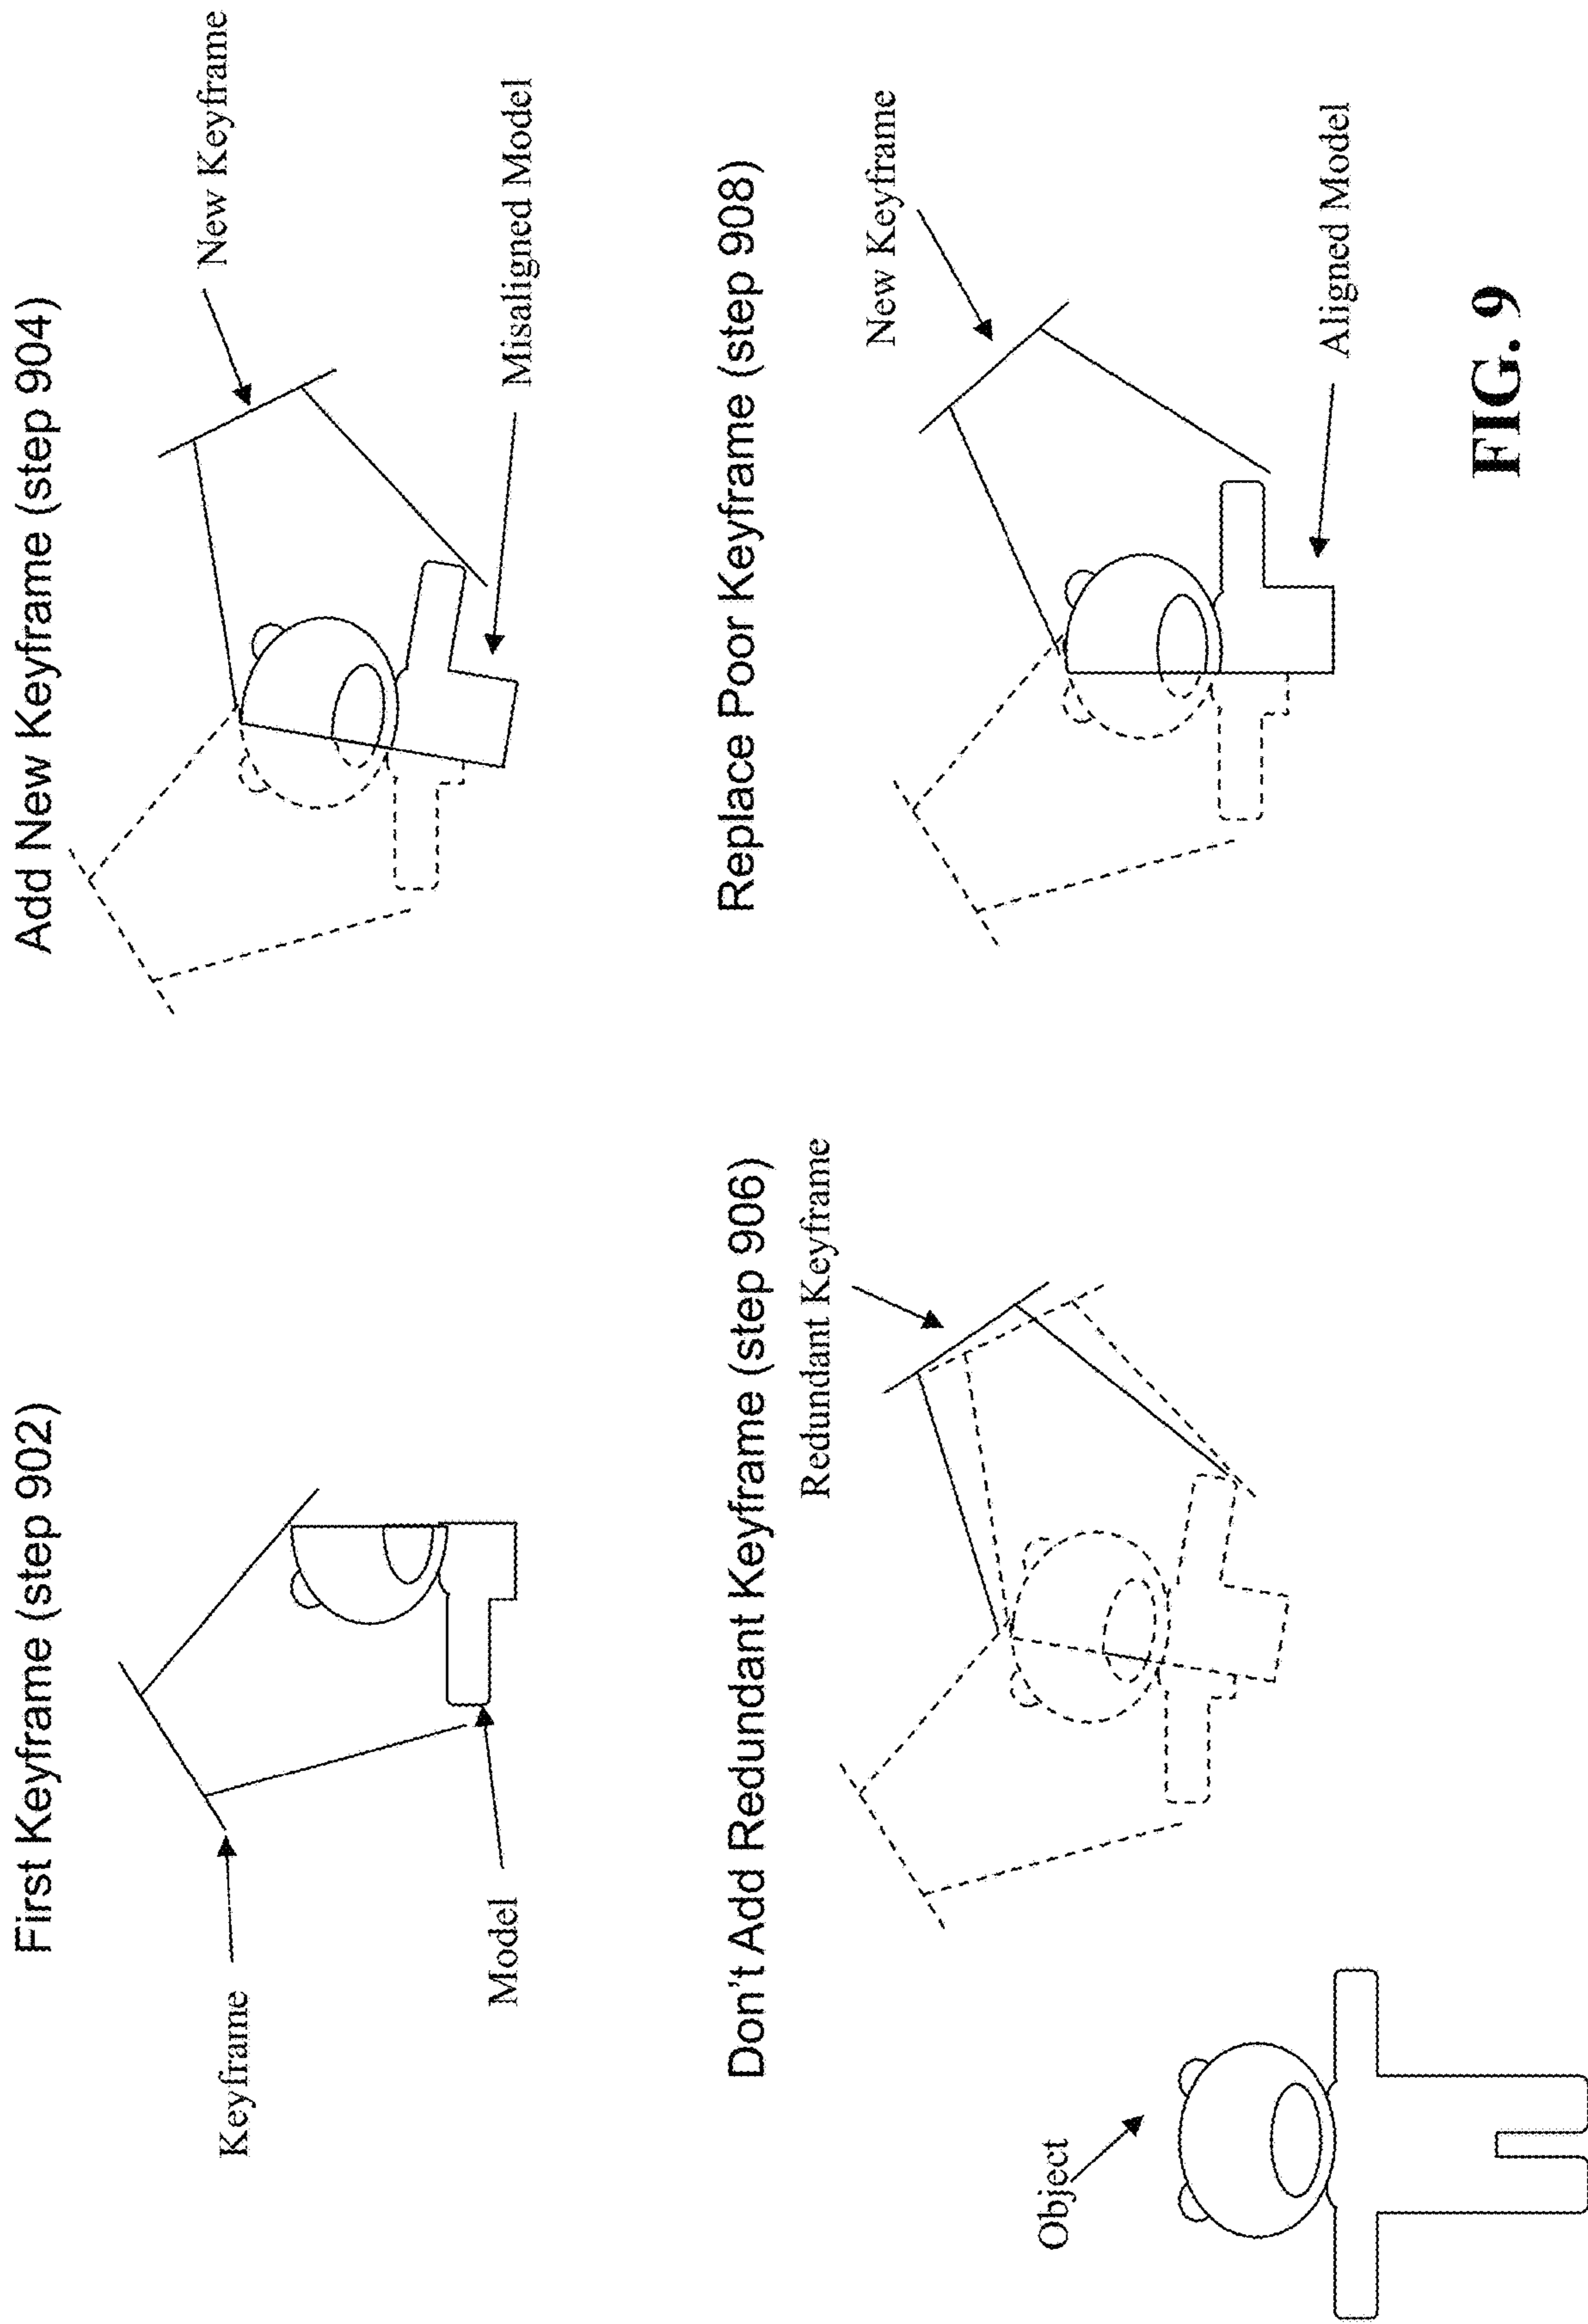 First Keyframe (step 902)
Keyframe
Model
Add New Keyframe (step 904)
New Keyframe
Misaligned Model
Don't Add Redundant Keyframe (step 906)
Redundant Keyframe
Object
Replace Poor Keyframe (step 908)
New Keyframe
Aligned Model
FIG. 9